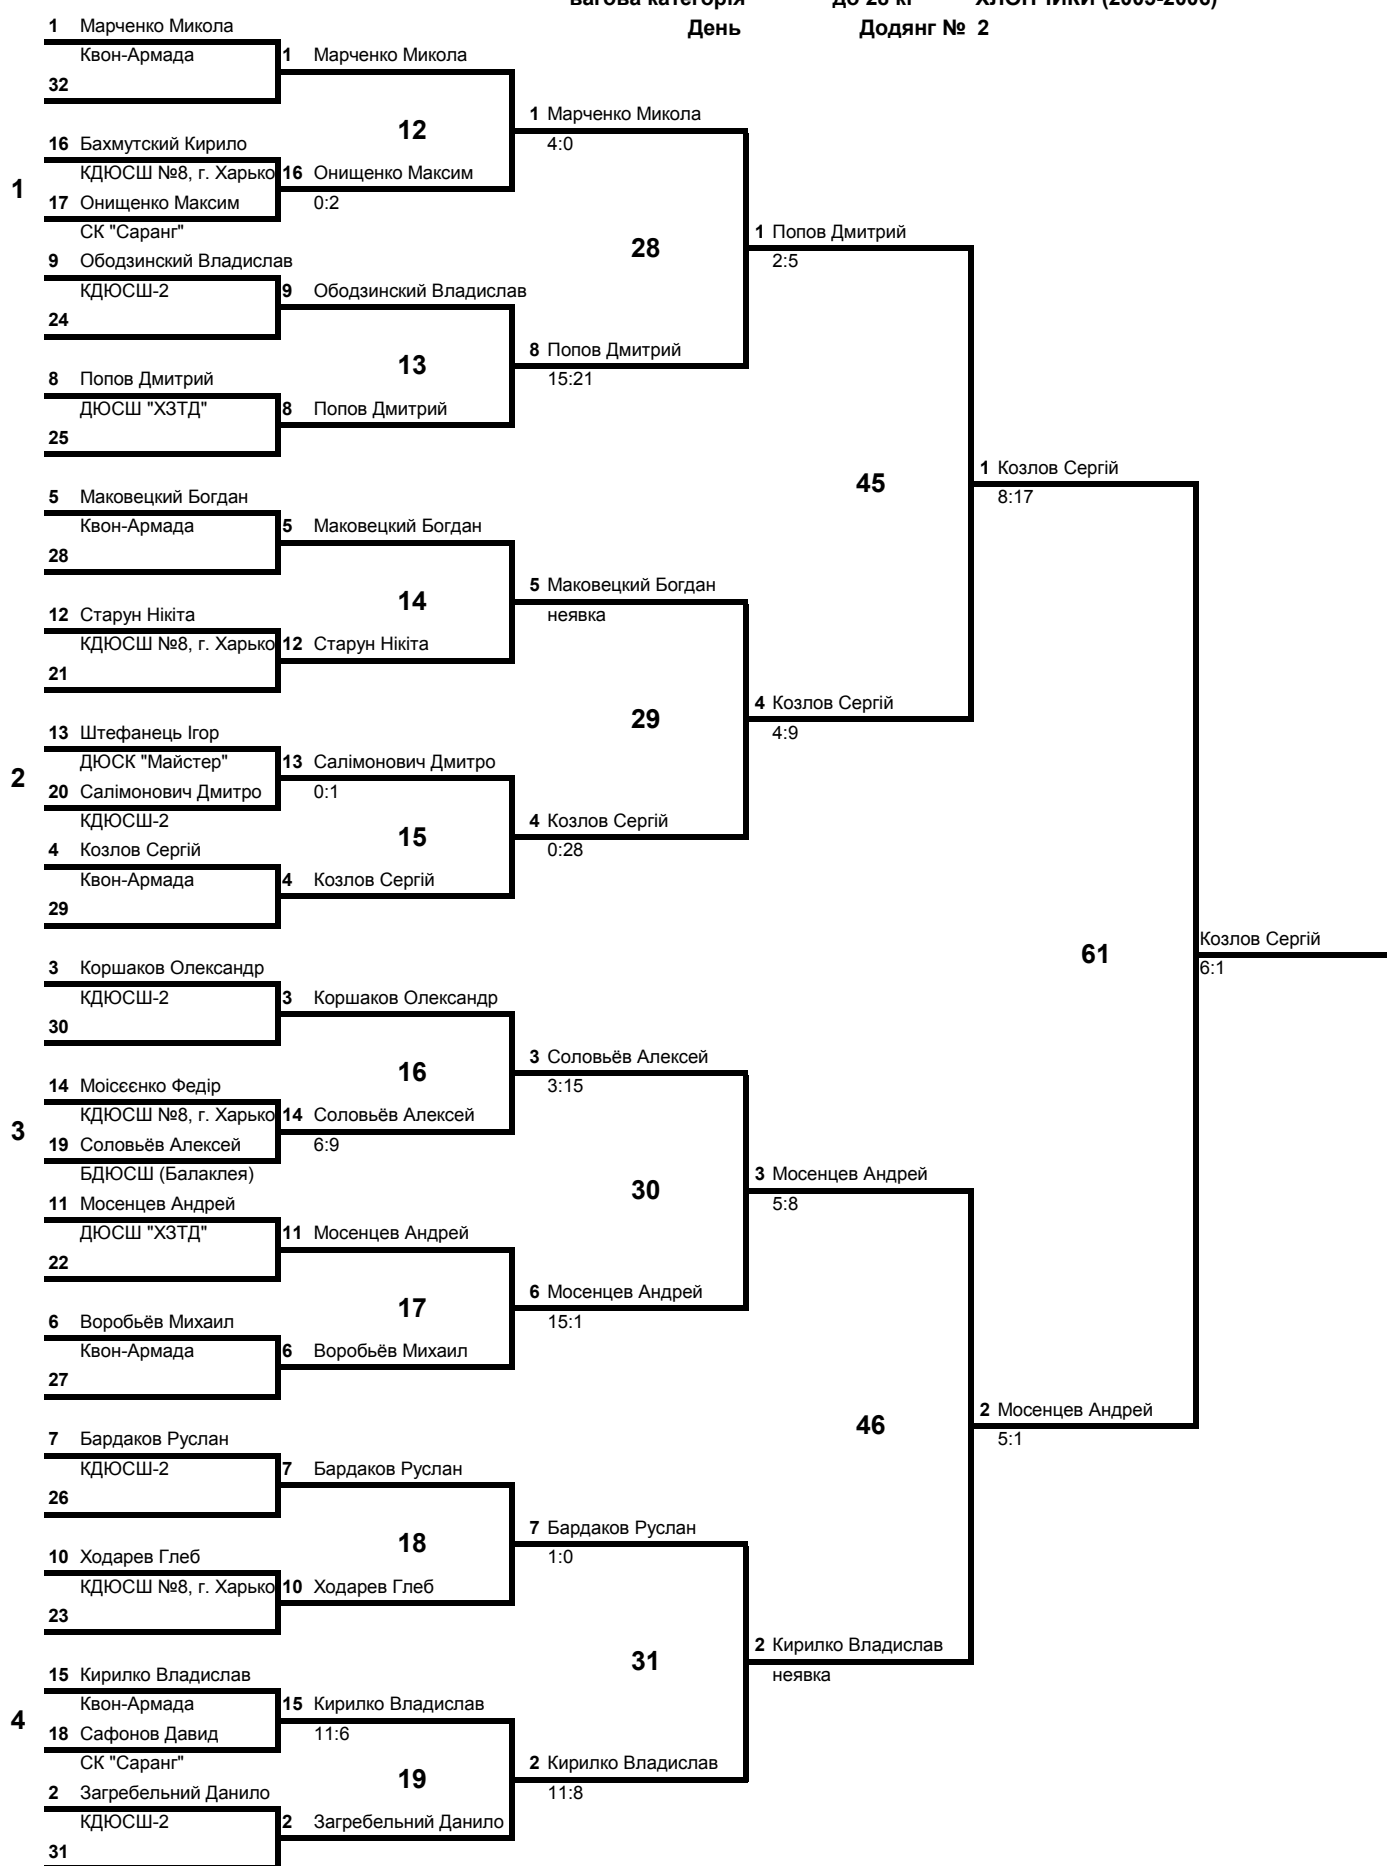 День Додянг № 2
1 Марченко Микола
Квон-Армада
32
16 Бахмутский Кирило
КДЮСШ №8, г. Харько
1
17 Онищенко Максим
СК "Саранг"
9 Ободзинский Владислав
КДЮСШ-2
24
8 Попов Дмитрий
ДЮСШ "ХЗТД"
25
5 Маковецкий Богдан
Квон-Армада
28
12 Старун Нікіта
КДЮСШ №8, г. Харько
21
13 Штефанець Ігор
ДЮСК "Майстер"
2
20 Салімонович Дмитро
КДЮСШ-2
4 Козлов Сергій
Квон-Армада
29
3 Коршаков Олександр
КДЮСШ-2
30
14 Моісєєнко Федір
КДЮСШ №8, г. Харько
3
19 Соловьёв Алексей
БДЮСШ (Балаклея)
11 Мосенцев Андрей
ДЮСШ "ХЗТД"
22
6 Воробьёв Михаил
Квон-Армада
27
7 Бардаков Руслан
КДЮСШ-2
26
10 Ходарев Глеб
КДЮСШ №8, г. Харько
23
15 Кирилко Владислав
Квон-Армада
4
18 Сафонов Давид
СК "Саранг"
2 Загребельний Данило
КДЮСШ-2
31
1 Марченко Микола
12
16 Онищенко Максим
0:2
9 Ободзинский Владислав
13
8 Попов Дмитрий
5 Маковецкий Богдан
14
12 Старун Нікіта
13 Салімонович Дмитро
0:1
15
4 Козлов Сергій
3 Коршаков Олександр
16
14 Соловьёв Алексей
6:9
11 Мосенцев Андрей
17
6 Воробьёв Михаил
7 Бардаков Руслан
18
10 Ходарев Глеб
15 Кирилко Владислав
11:6
19
2 Загребельний Данило
1 Марченко Микола
4:0
28
8 Попов Дмитрий
15:21
5 Маковецкий Богдан
неявка
29
4 Козлов Сергій
0:28
3 Соловьёв Алексей
3:15
30
6 Мосенцев Андрей
15:1
7 Бардаков Руслан
1:0
31
2 Кирилко Владислав
11:8
1 Попов Дмитрий
2:5
45
4 Козлов Сергій
4:9
3 Мосенцев Андрей
5:8
46
2 Кирилко Владислав
неявка
1 Козлов Сергій
8:17
61
2 Мосенцев Андрей
5:1
Козлов Сергій
6:1